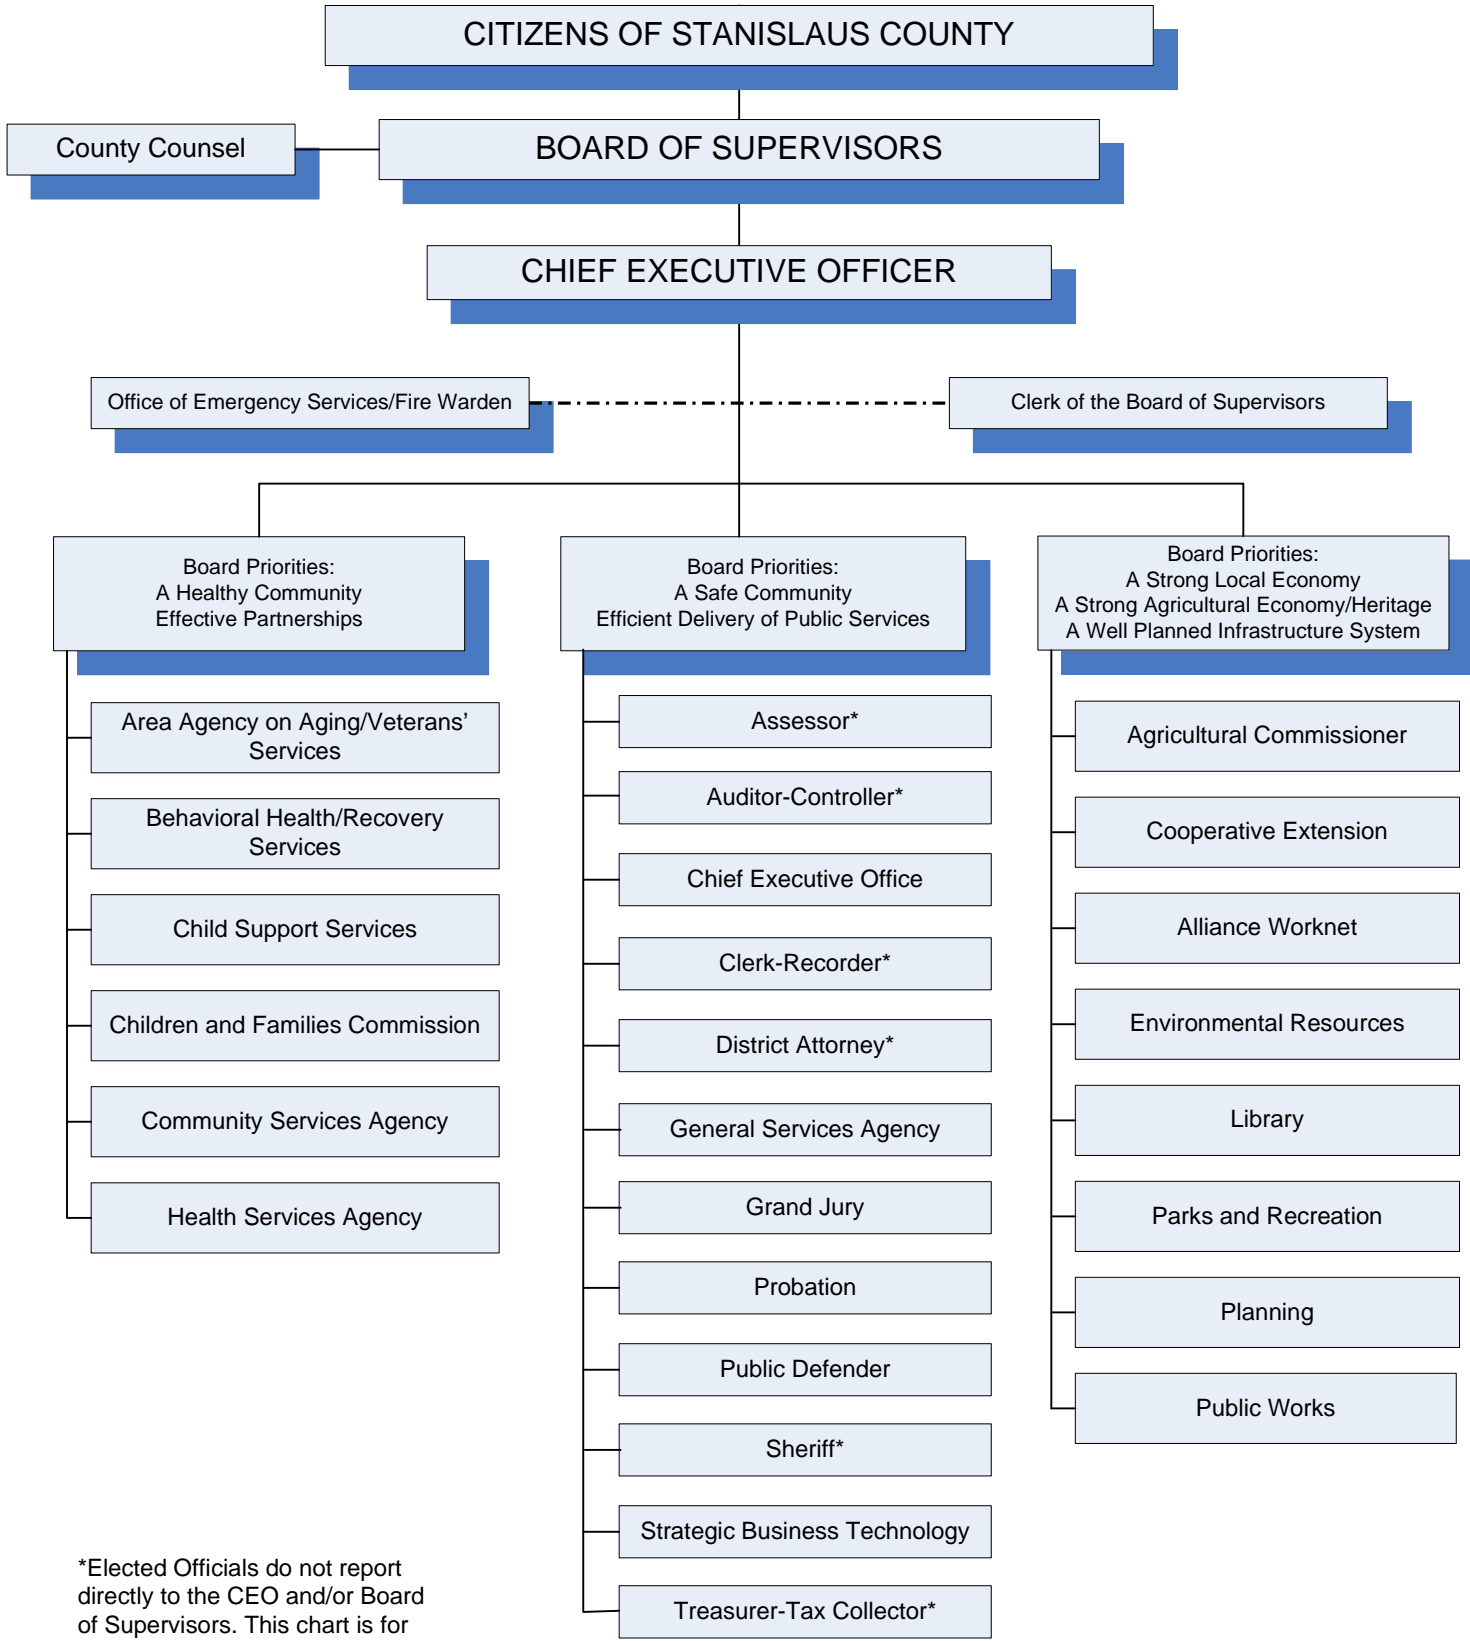 CITIZENS OF STANISLAUS COUNTY
County Counsel
BOARD OF SUPERVISORS
CHIEF EXECUTIVE OFFICER
Office of Emergency Services/Fire Warden
Clerk of the Board of Supervisors
Board Priorities:
A Healthy Community
Effective Partnerships
Area Agency on Aging/Veterans’
Services
Behavioral Health/Recovery
Services
Child Support Services
Children and Families Commission
Community Services Agency
Health Services Agency
Board Priorities:
A Safe Community
Efficient Delivery of Public Services
Assessor*
Auditor-Controller*
Chief Executive Office
Clerk-Recorder*
District Attorney*
General Services Agency
Grand Jury
Probation
Public Defender
Sheriff*
Strategic Business Technology
Treasurer-Tax Collector*
Board Priorities:
A Strong Local Economy
A Strong Agricultural Economy/Heritage
A Well Planned Infrastructure System
Agricultural Commissioner
Cooperative Extension
Alliance Worknet
Environmental Resources
Library
Parks and Recreation
Planning
Public Works
*Elected Officials do not report
directly to the CEO and/or Board
of Supervisors. This chart is for